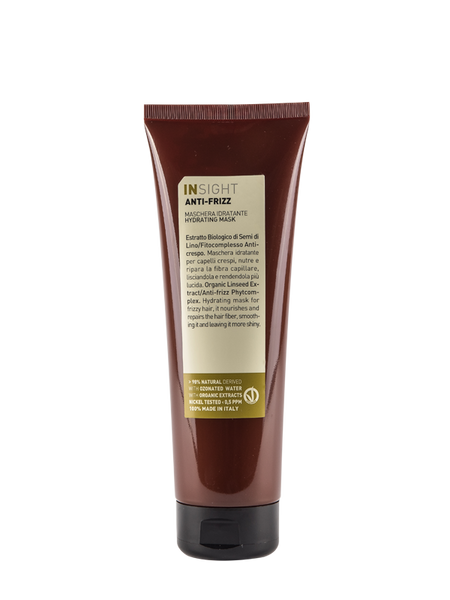 INSIGHT
ANTI-FRIZZ
MASCHERA IDRATANTE
HYDRATING MASK
Estratto Biologico di Semi di
Lino/Fitocomplesso Anti-
crespo. Maschera idratante
per capelli crespi, nutre e
ripara la fibra capillare,
lisciandola e rendendola più
lucida. Organic Linseed Ex-
tract/Anti-frizz Phytcom-
plex. Hydrating mask for
frizzy hair, it nourishes and
repairs the hair fiber, smooth-
ing it and leaving it more shiny.
+ 98% NATURAL DERIVED
WITH OZONATED WATER
WITH ORGANIC EXTRACTS
NICKEL TESTED - 0,5 PPM
100% MADE IN ITALY